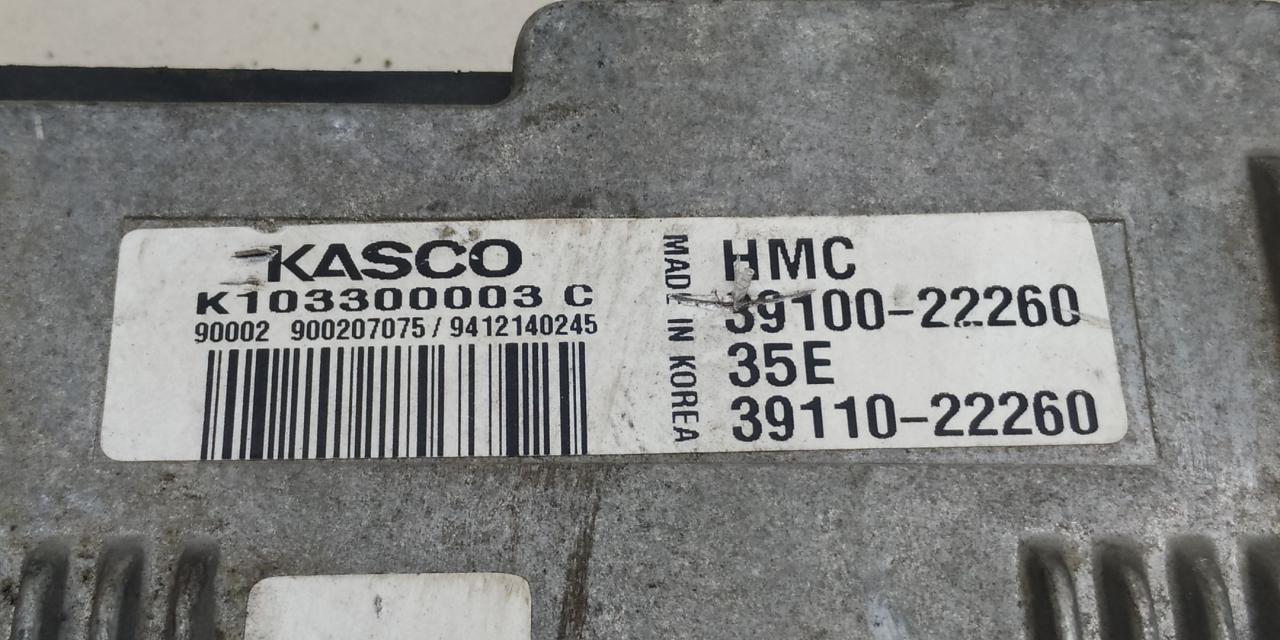 KASCO
K103300003 C
90002 900207075 / 9412140245
MADE IN KOREA
HMC
39100-22260
35E
39110-22260